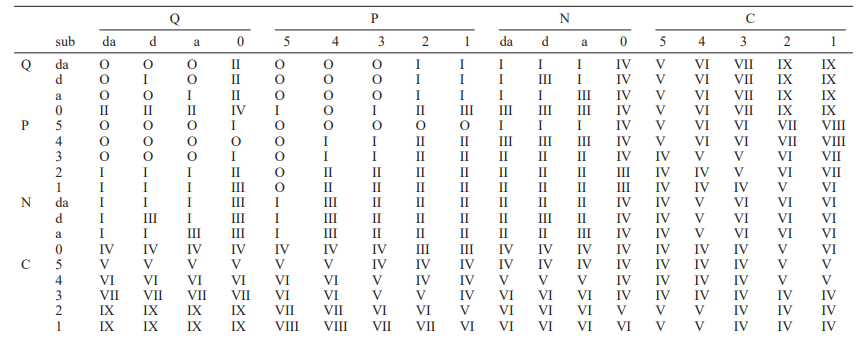 Q P N C
sub da d a 0 5 4 3 2 1 da d a 0 5 4 3 2 1
Q da O O O II O O O I I I I I IV V VI VII IX IX
d O I O II O O O I I I III I IV V VI VII IX IX
a O O I II O O O I I I I III IV V VI VII IX IX
0 II II II IV I O I II III III III III IV V VI VII IX IX
P 5 O O O I O O O O O I I I IV V VI VI VII VIII
4 O O O O O I I II II III III III IV V VI VI VII VIII
3 O O O I O I I II II II II II IV IV V V VI VII
2 I I I II O II II II II II II II III IV IV V VI VII
1 I I I III O II II II II II II II III IV IV IV V VI
N da I I I III I III II II II II II II IV IV V VI VI VI
d I III I III I III II II II II III II IV IV V VI VI VI
a I I III III I III II II II II II III IV IV V VI VI VI
0 IV IV IV IV IV IV IV III III IV IV IV IV IV IV IV V VI
C 5 V V V V V V IV IV IV IV IV IV IV IV IV IV V V
4 VI VI VI VI VI VI V IV IV V V V IV IV IV IV V V
3 VII VII VII VII VI VI V V IV VI VI VI IV IV IV IV IV IV
2 IX IX IX IX VII VII VI VI V VI VI VI V V V IV IV IV
1 IX IX IX IX VIII VIII VII VII VI VI VI VI VI V V IV IV IV